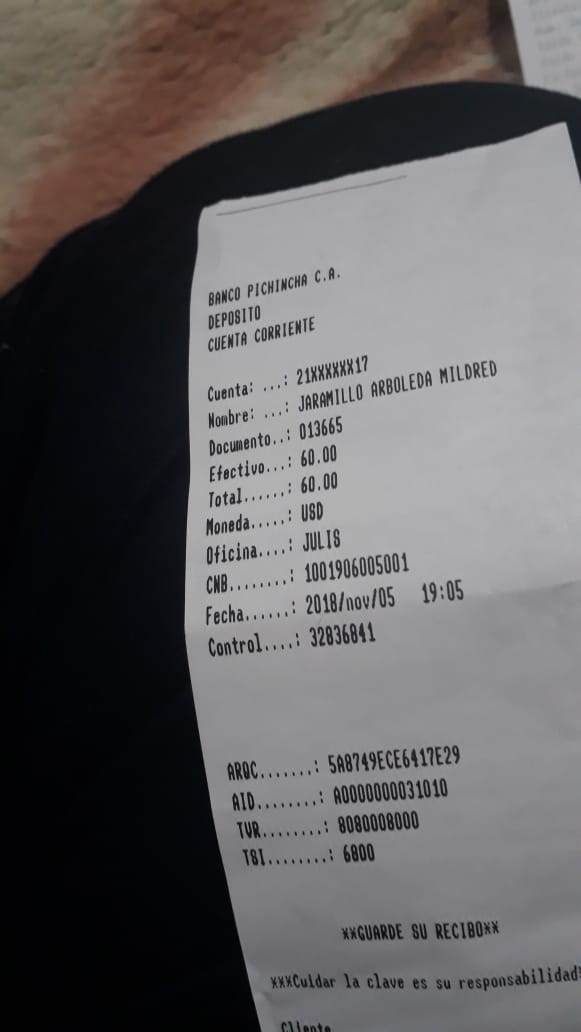 BANCO PICHINCHA C.A.
DEPOSITO
CUENTA CORRIENTE
Cuenta: ...: 21XXXXXX17
Nombre: ...: JARAMILLO ARBOLEDA MILDRED
Documento..: 013665
Efectivo...: 60.00
Total......: 60.00
Moneda.....: USD
Oficina....: JULIS
CNB........: 1001906005001
Fecha......: 2018/nov/05 19:05
Control....: 32836841
ARQC.......: 5A8749ECE6417E29
AID........: A0000000031010
TVR........: 8080008000
TSI........: 6800
**GUARDE SU RECIBO**
***Cuidar la clave es su responsabilidad*
Cliente